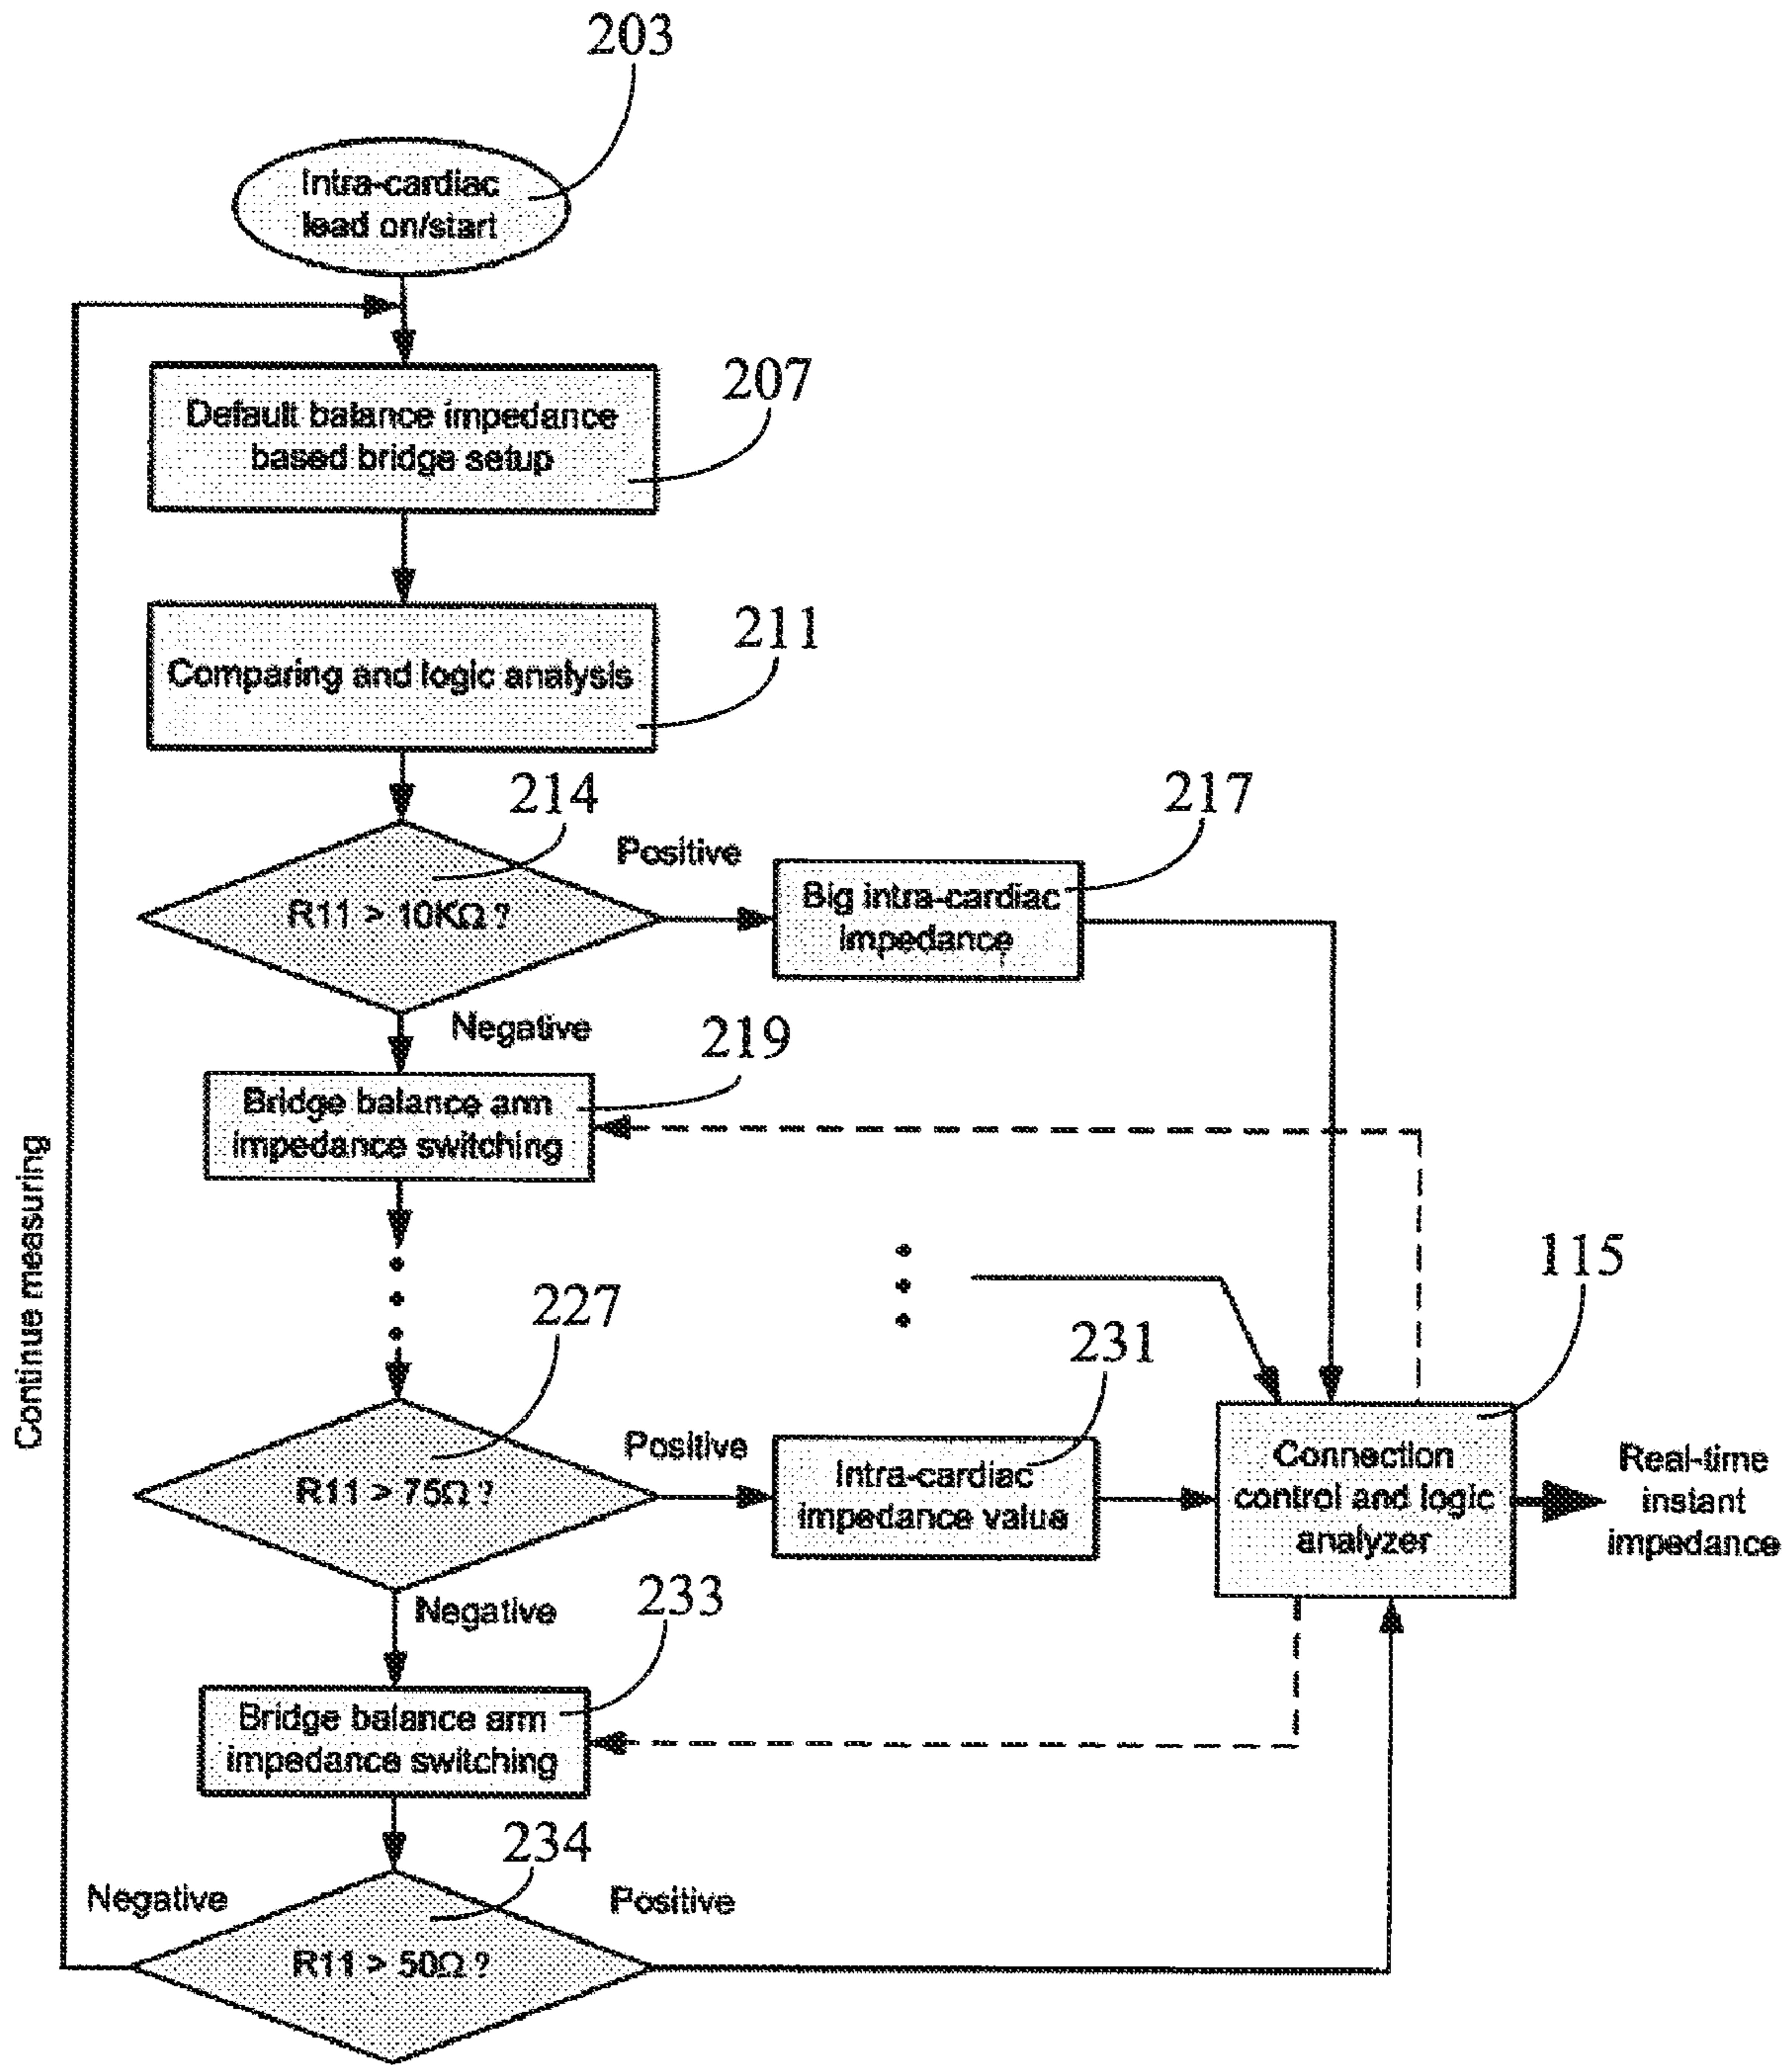 203
Intra-cardiac
lead on/start
207
Default balance impedance
based bridge setup
211
Comparing and logic analysis
214
Positive
217
R11 > 10KΩ ?
Big intra-cardiac
impedance
Negative
219
Bridge balance arm
impedance switching
Continue measuring
115
227
231
R11 > 75Ω ?
Positive
Intra-cardiac
impedance value
Connection
control and logic
analyzer
Real-time
instant
impedance
Negative
233
Bridge balance arm
impedance switching
234
Negative
Positive
R11 > 50Ω ?